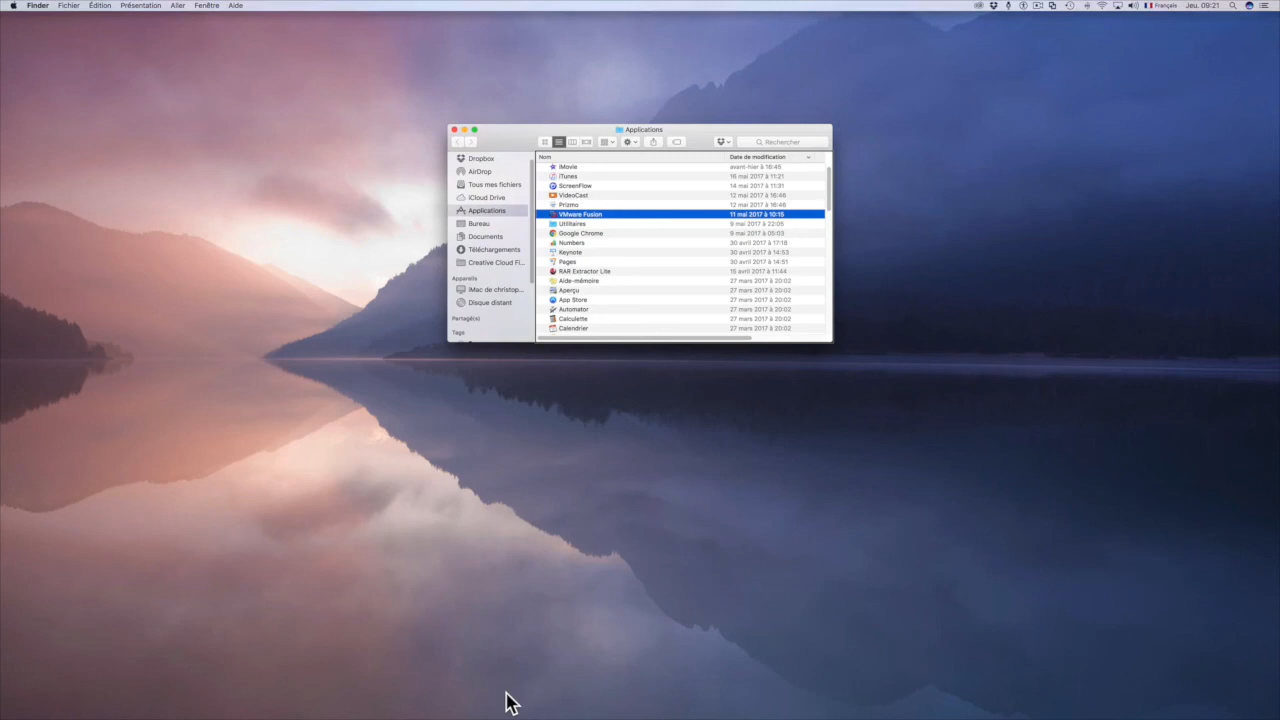 Finder Fichier Édition Présentation Aller Fenêtre Aide
Français Jeu. 09:21
Applications
Rechercher
Dropbox
AirDrop
Tous mes fichiers
iCloud Drive
Applications
Bureau
Documents
Téléchargements
Creative Cloud Fi...
Appareils
iMac de christop...
Disque distant
Partagé(s)
Tags
Nom Date de modification
iMovie avant-hier à 16:45
iTunes 16 mai 2017 à 11:21
ScreenFlow 14 mai 2017 à 11:31
VideoCast 12 mai 2017 à 16:46
Prizmo 12 mai 2017 à 16:46
VMware Fusion 11 mai 2017 à 10:15
Utilitaires 9 mai 2017 à 22:05
Google Chrome 9 mai 2017 à 05:03
Numbers 30 avril 2017 à 17:18
Keynote 30 avril 2017 à 14:53
Pages 30 avril 2017 à 14:51
RAR Extractor Lite 15 avril 2017 à 11:44
Aide-mémoire 27 mars 2017 à 20:02
Aperçu 27 mars 2017 à 20:02
App Store 27 mars 2017 à 20:02
Automator 27 mars 2017 à 20:02
Calculette 27 mars 2017 à 20:02
Calendrier 27 mars 2017 à 20:02